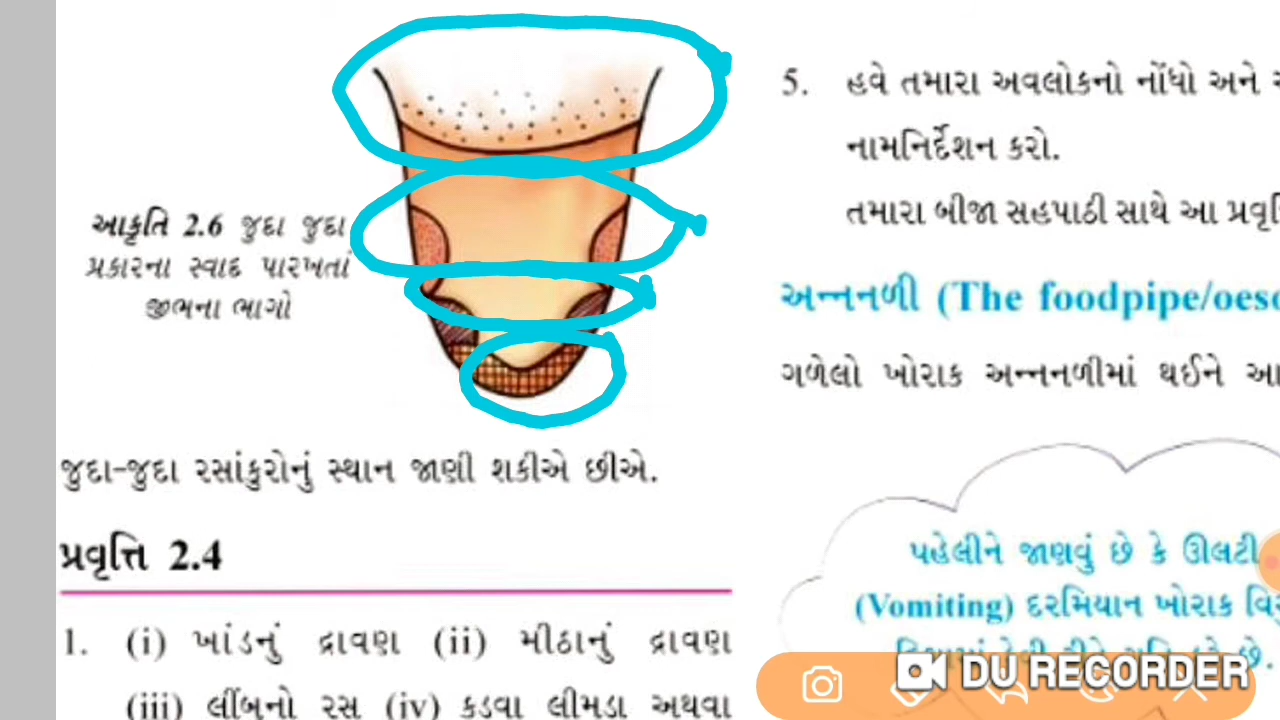 આકૃતિ 2.6 જુદા જુદા
પ્રકારના સ્વાદ પારખતાં
જીભના ભાગો
જુદા-જુદા રસાંકુરોનું સ્થાન જાણી શકીએ છીએ.
પ્રવૃત્તિ 2.4
1. (i) ખાંડનું દ્રાવણ (ii) મીઠાનું દ્રાવણ
(iii) લીંબુનો રસ (iv) કડવા લીમડા અથવા
5. હવે તમારા અવલોકનો નોંધો અને
નામનિર્દેશન કરો.
તમારા બીજા સહપાઠી સાથે આ
અન્નનળી (The foodpipe/
ગળેલો ખોરાક અન્નનળીમાં થઈને
પહેલીને જાણવું છે કે ઊલટી
(Vomiting) દરમિયાન ખોરાક
DU RECORDER